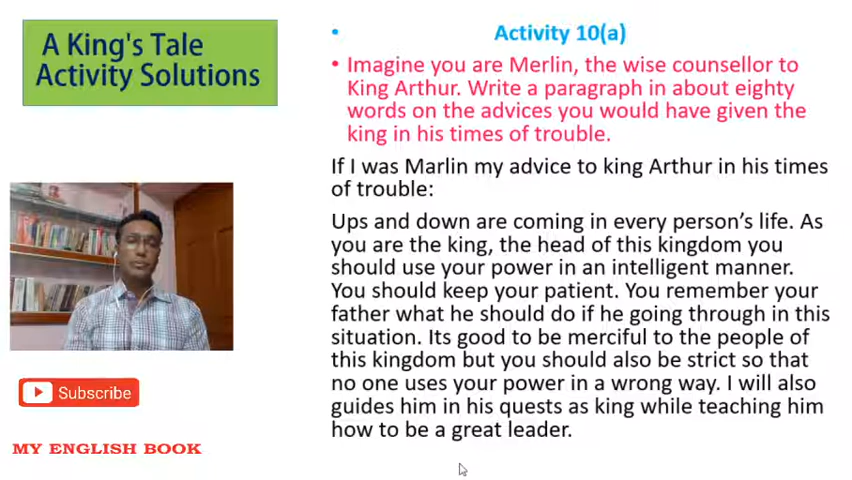 A King's Tale
Activity Solutions
• Activity 10(a)
• Imagine you are Merlin, the wise counsellor to
King Arthur. Write a paragraph in about eighty
words on the advices you would have given the
king in his times of trouble.
If I was Marlin my advice to king Arthur in his times
of trouble:
Ups and down are coming in every person's life. As
you are the king, the head of this kingdom you
should use your power in an intelligent manner.
You should keep your patient. You remember your
father what he should do if he going through in this
situation. Its good to be merciful to the people of
this kingdom but you should also be strict so that
no one uses your power in a wrong way. I will also
guides him in his quests as king while teaching him
how to be a great leader.
Subscribe
MY ENGLISH BOOK